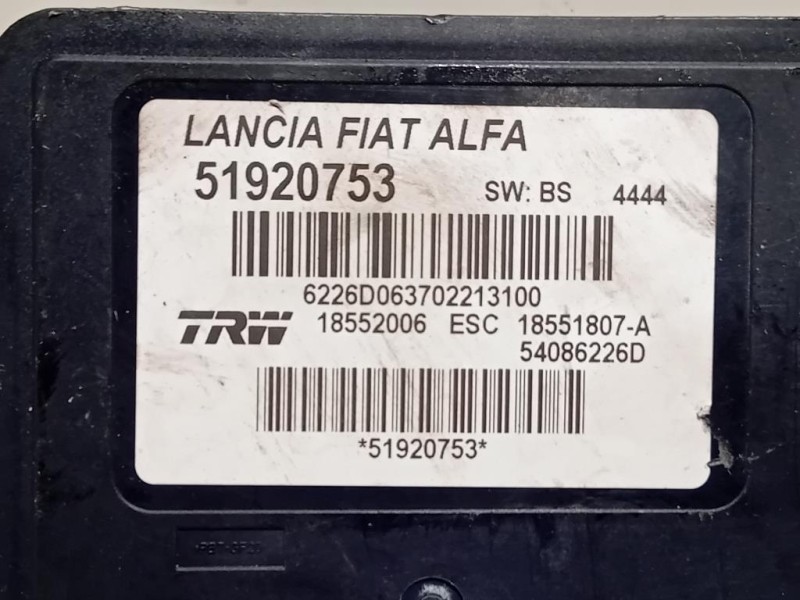 LANCIA FIAT ALFA
51920753 SW: BS 4444
6226D063702213100
TRW 18552006 ESC 18551807-A
54086226D
*51920753*